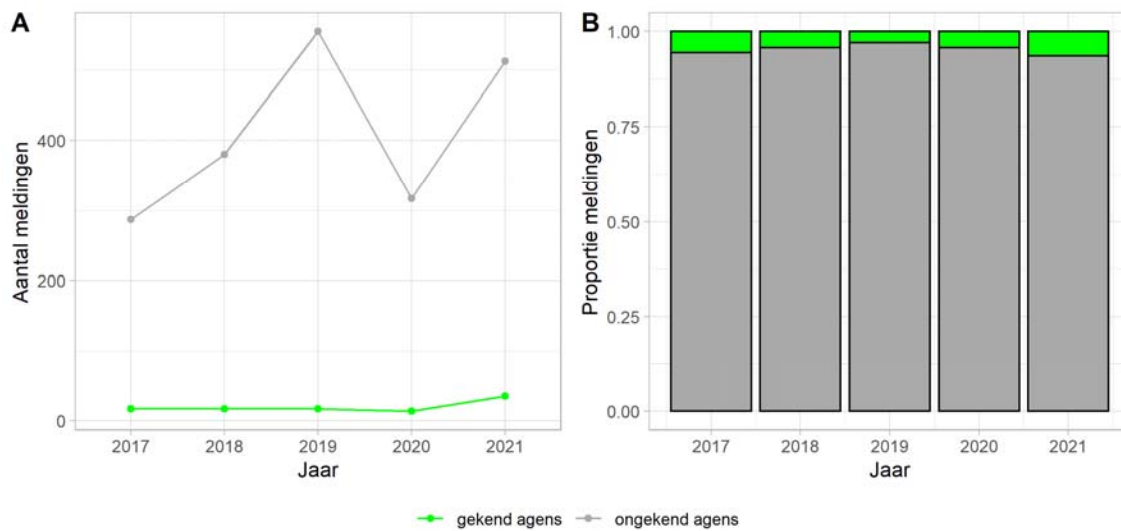 A
Aantal meldingen
400
200
0
2017 2018 2019 2020 2021
Jaar
B
Proportie meldingen
1.00
0.75
0.50
0.25
0.00
2017 2018 2019 2020 2021
Jaar
gekend agens ongekend agens